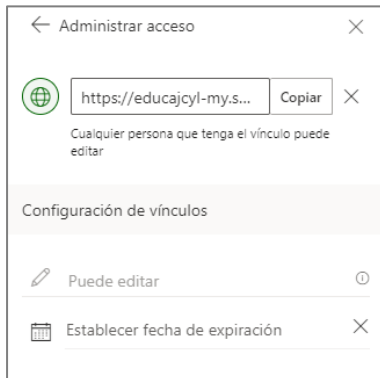 Administrar acceso
https://educajcyl-my.s... Copiar
Cualquier persona que tenga el vínculo puede
editar
Configuración de vínculos
Puede editar
Establecer fecha de expiración